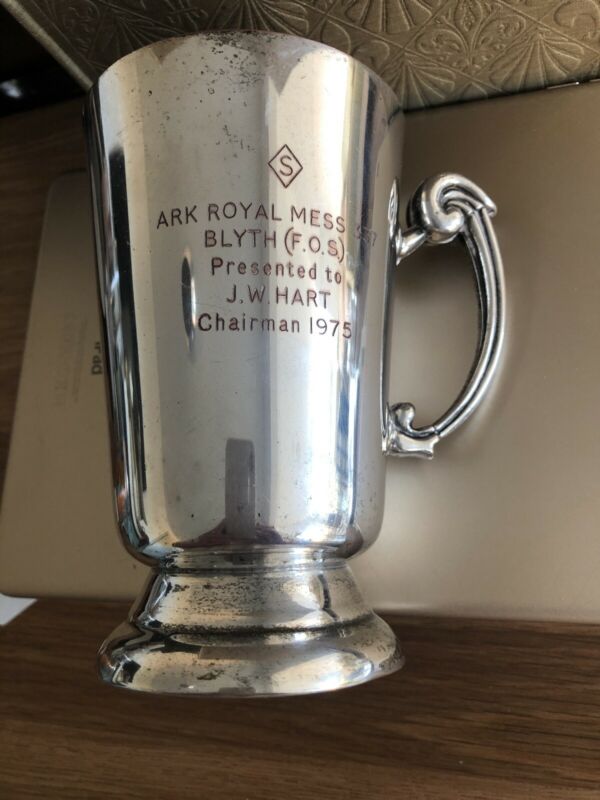 S
ARK ROYAL MESS
BLYTH (F.O.S)
Presented to
J.W. HART
Chairman 1975